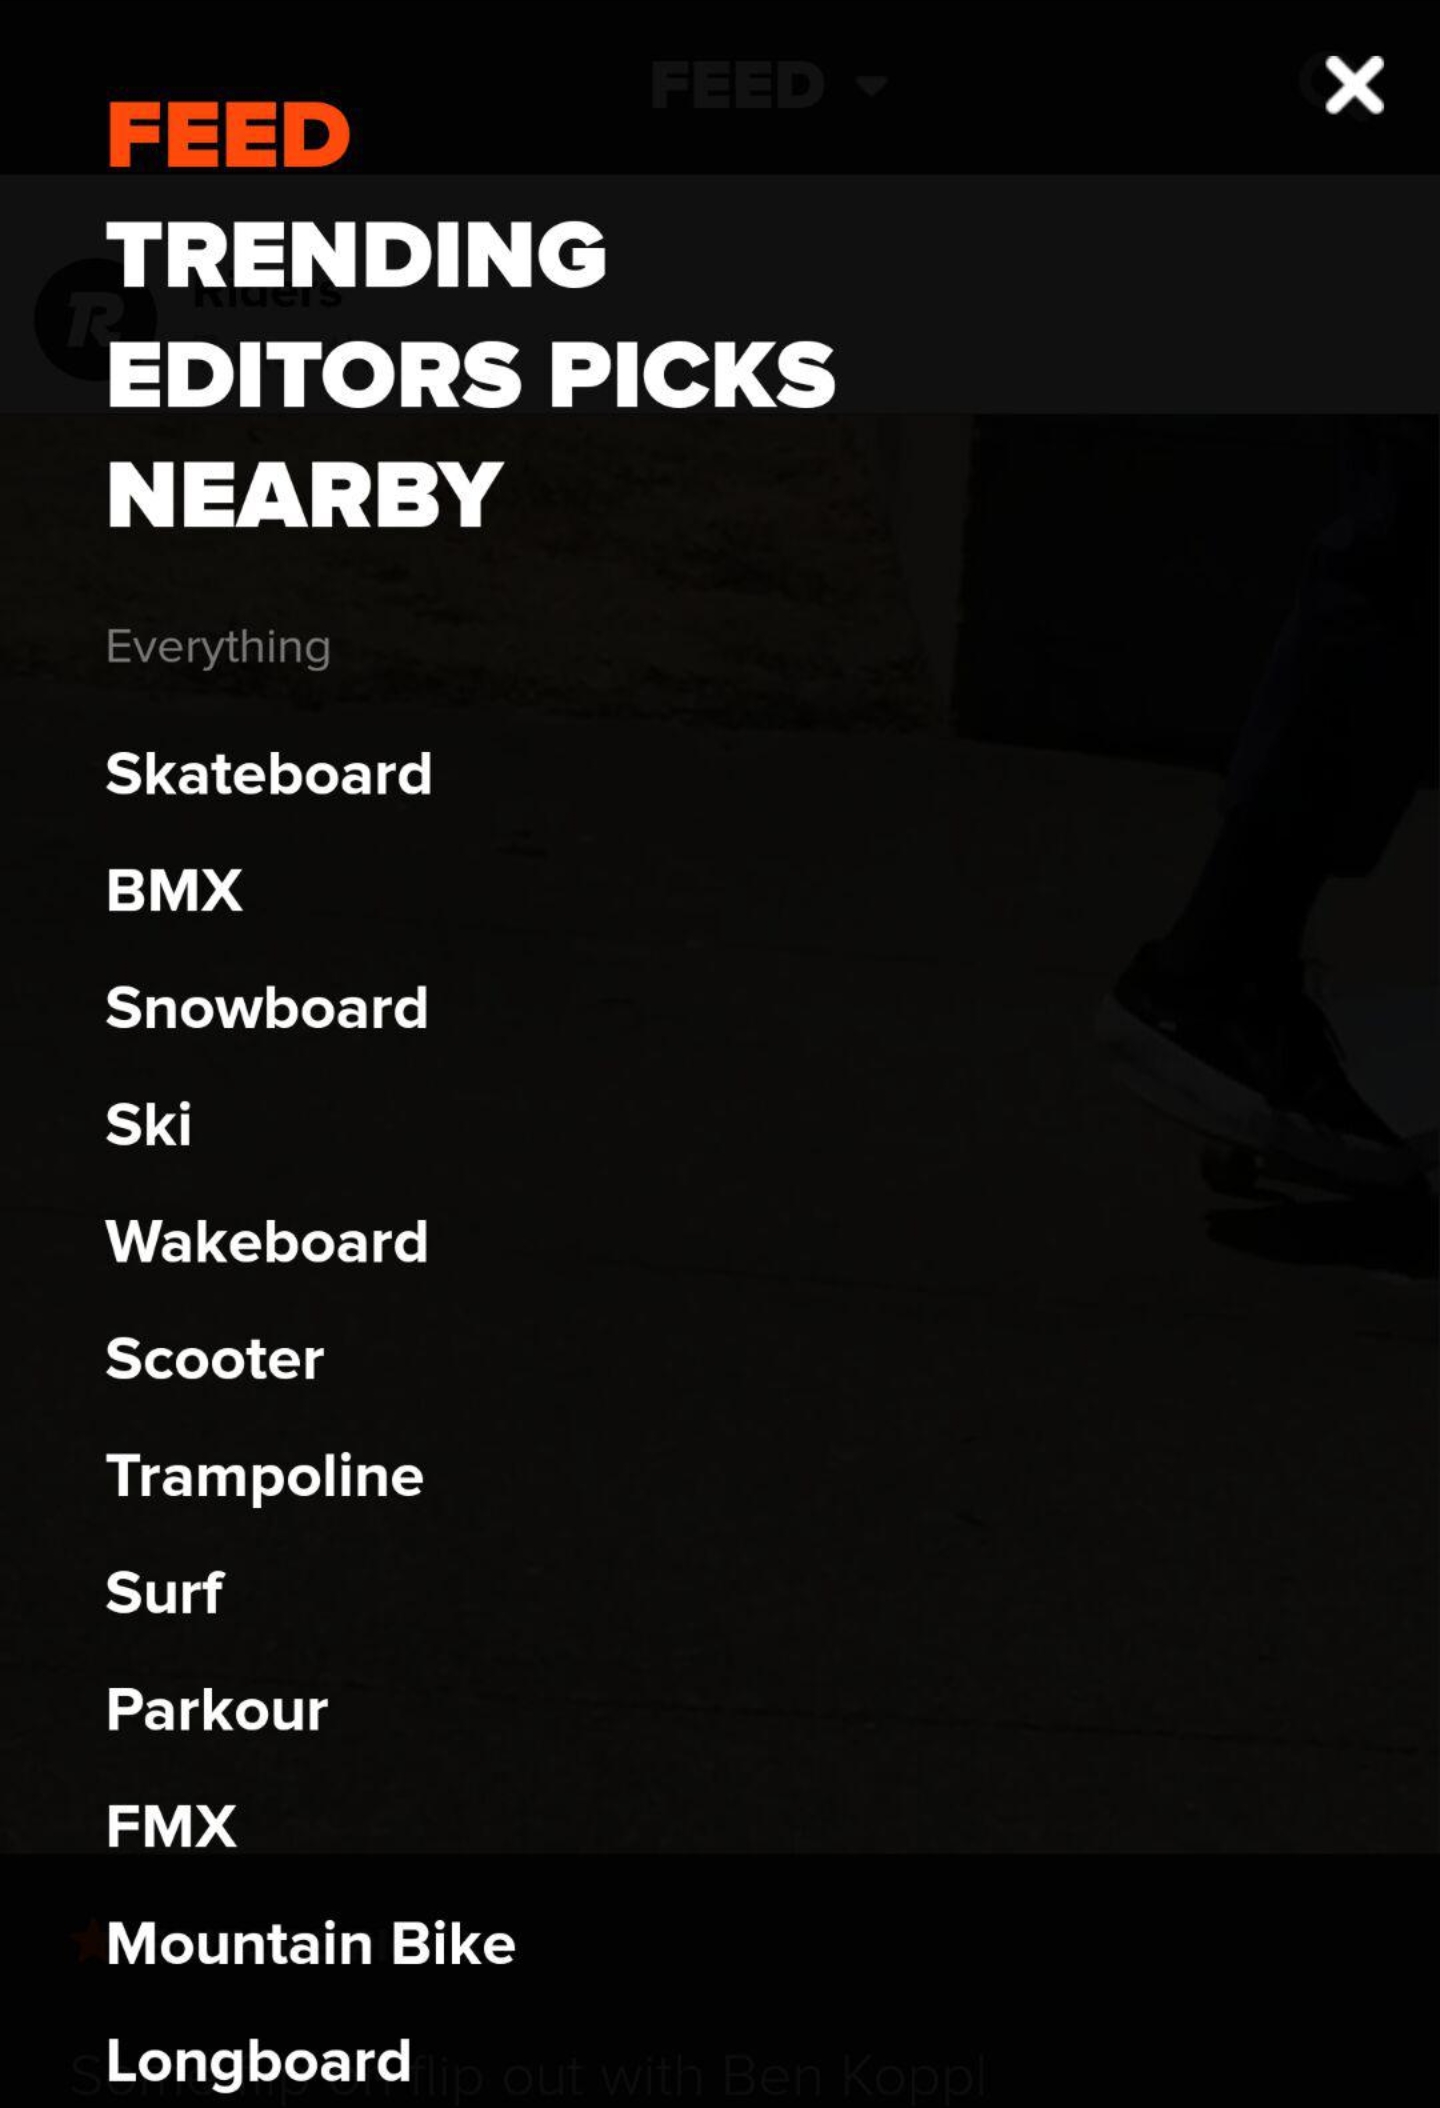 FEED
FEED
TRENDING
Riders
R
EDITORS PICKS
NEARBY
Everything
Skateboard
BMX
Snowboard
Ski
Wakeboard
Scooter
Trampoline
Surf
Parkour
FMX
Mountain Bike
Longboard
flip out with Ben Koppl